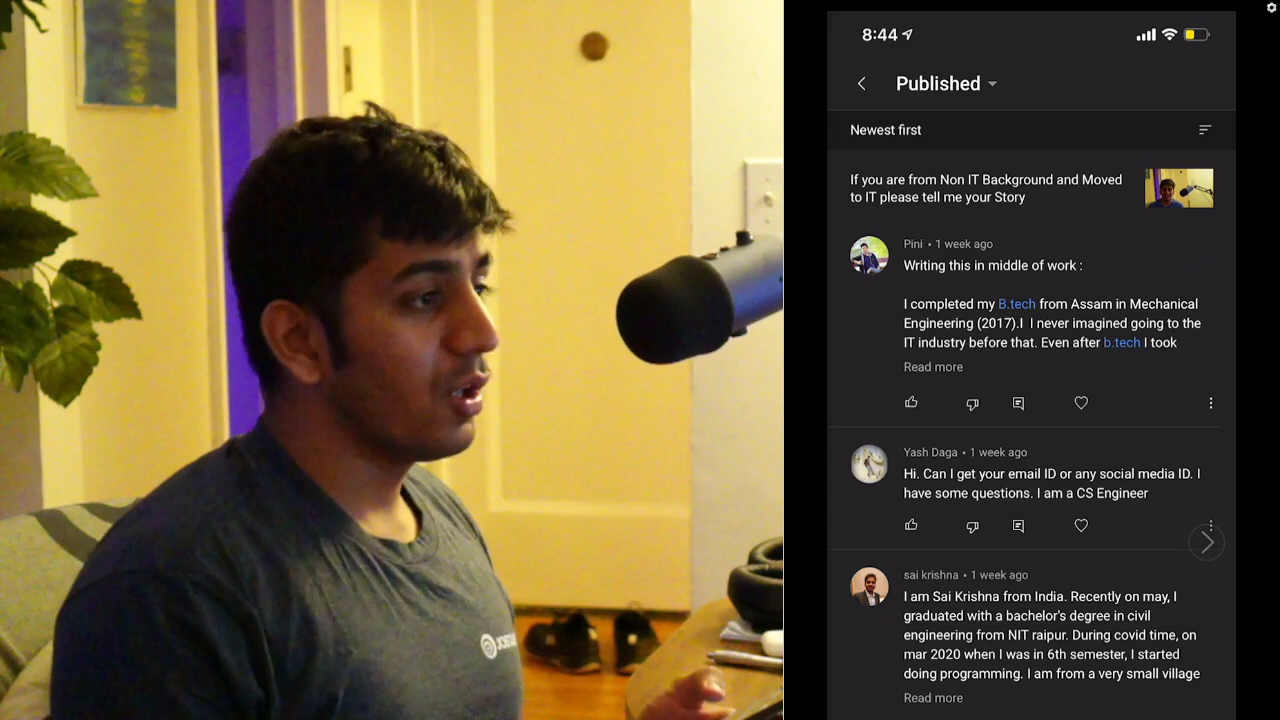 8:44
Published
Newest first
If you are from Non IT Background and Moved
to IT please tell me your Story
Pini • 1 week ago
Writing this in middle of work :
I completed my B.tech from Assam in Mechanical
Engineering (2017).I I never imagined going to the
IT industry before that. Even after b.tech I took
Read more
Yash Daga • 1 week ago
Hi. Can I get your email ID or any social media ID. I
have some questions. I am a CS Engineer
sai krishna • 1 week ago
I am Sai Krishna from India. Recently on may, I
graduated with a bachelor's degree in civil
engineering from NIT raipur. During covid time, on
mar 2020 when I was in 6th semester, I started
doing programming. I am from a very small village
Read more